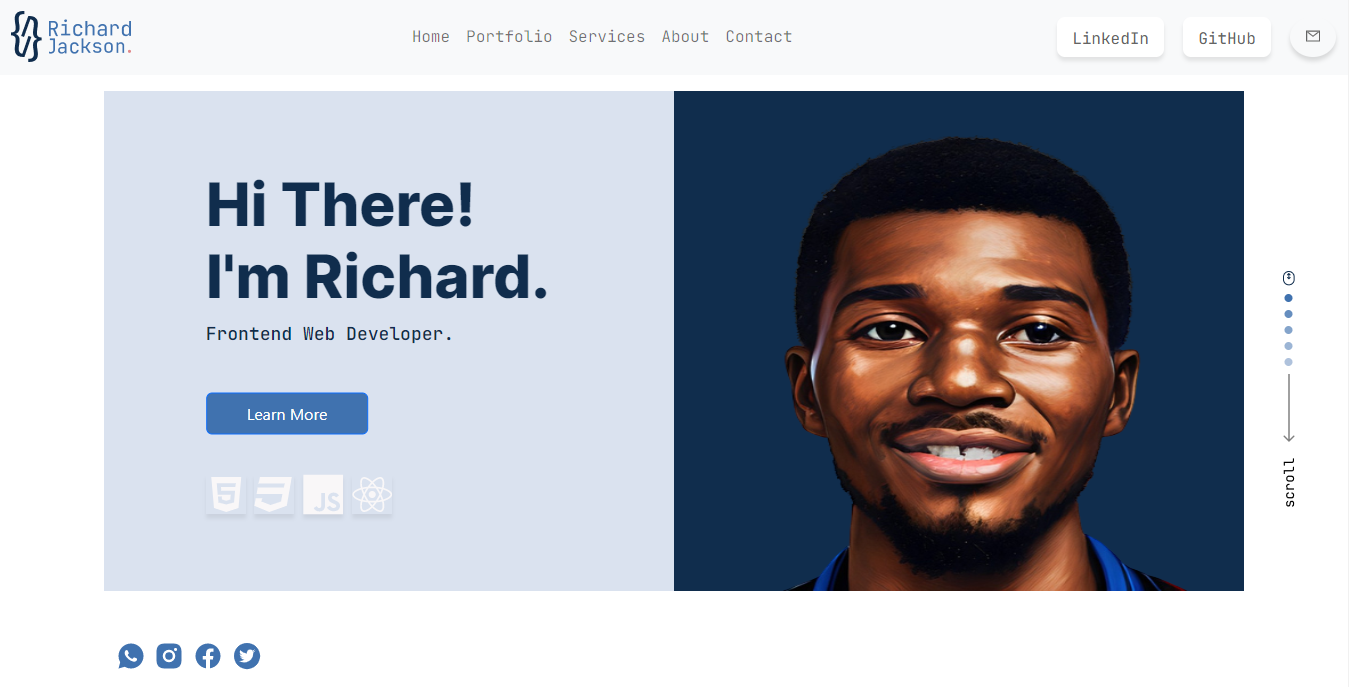 Richard
Jackson.
Home Portfolio Services About Contact
LinkedIn GitHub
Hi There!
I'm Richard.
Frontend Web Developer.
Learn More
5 JS
scroll